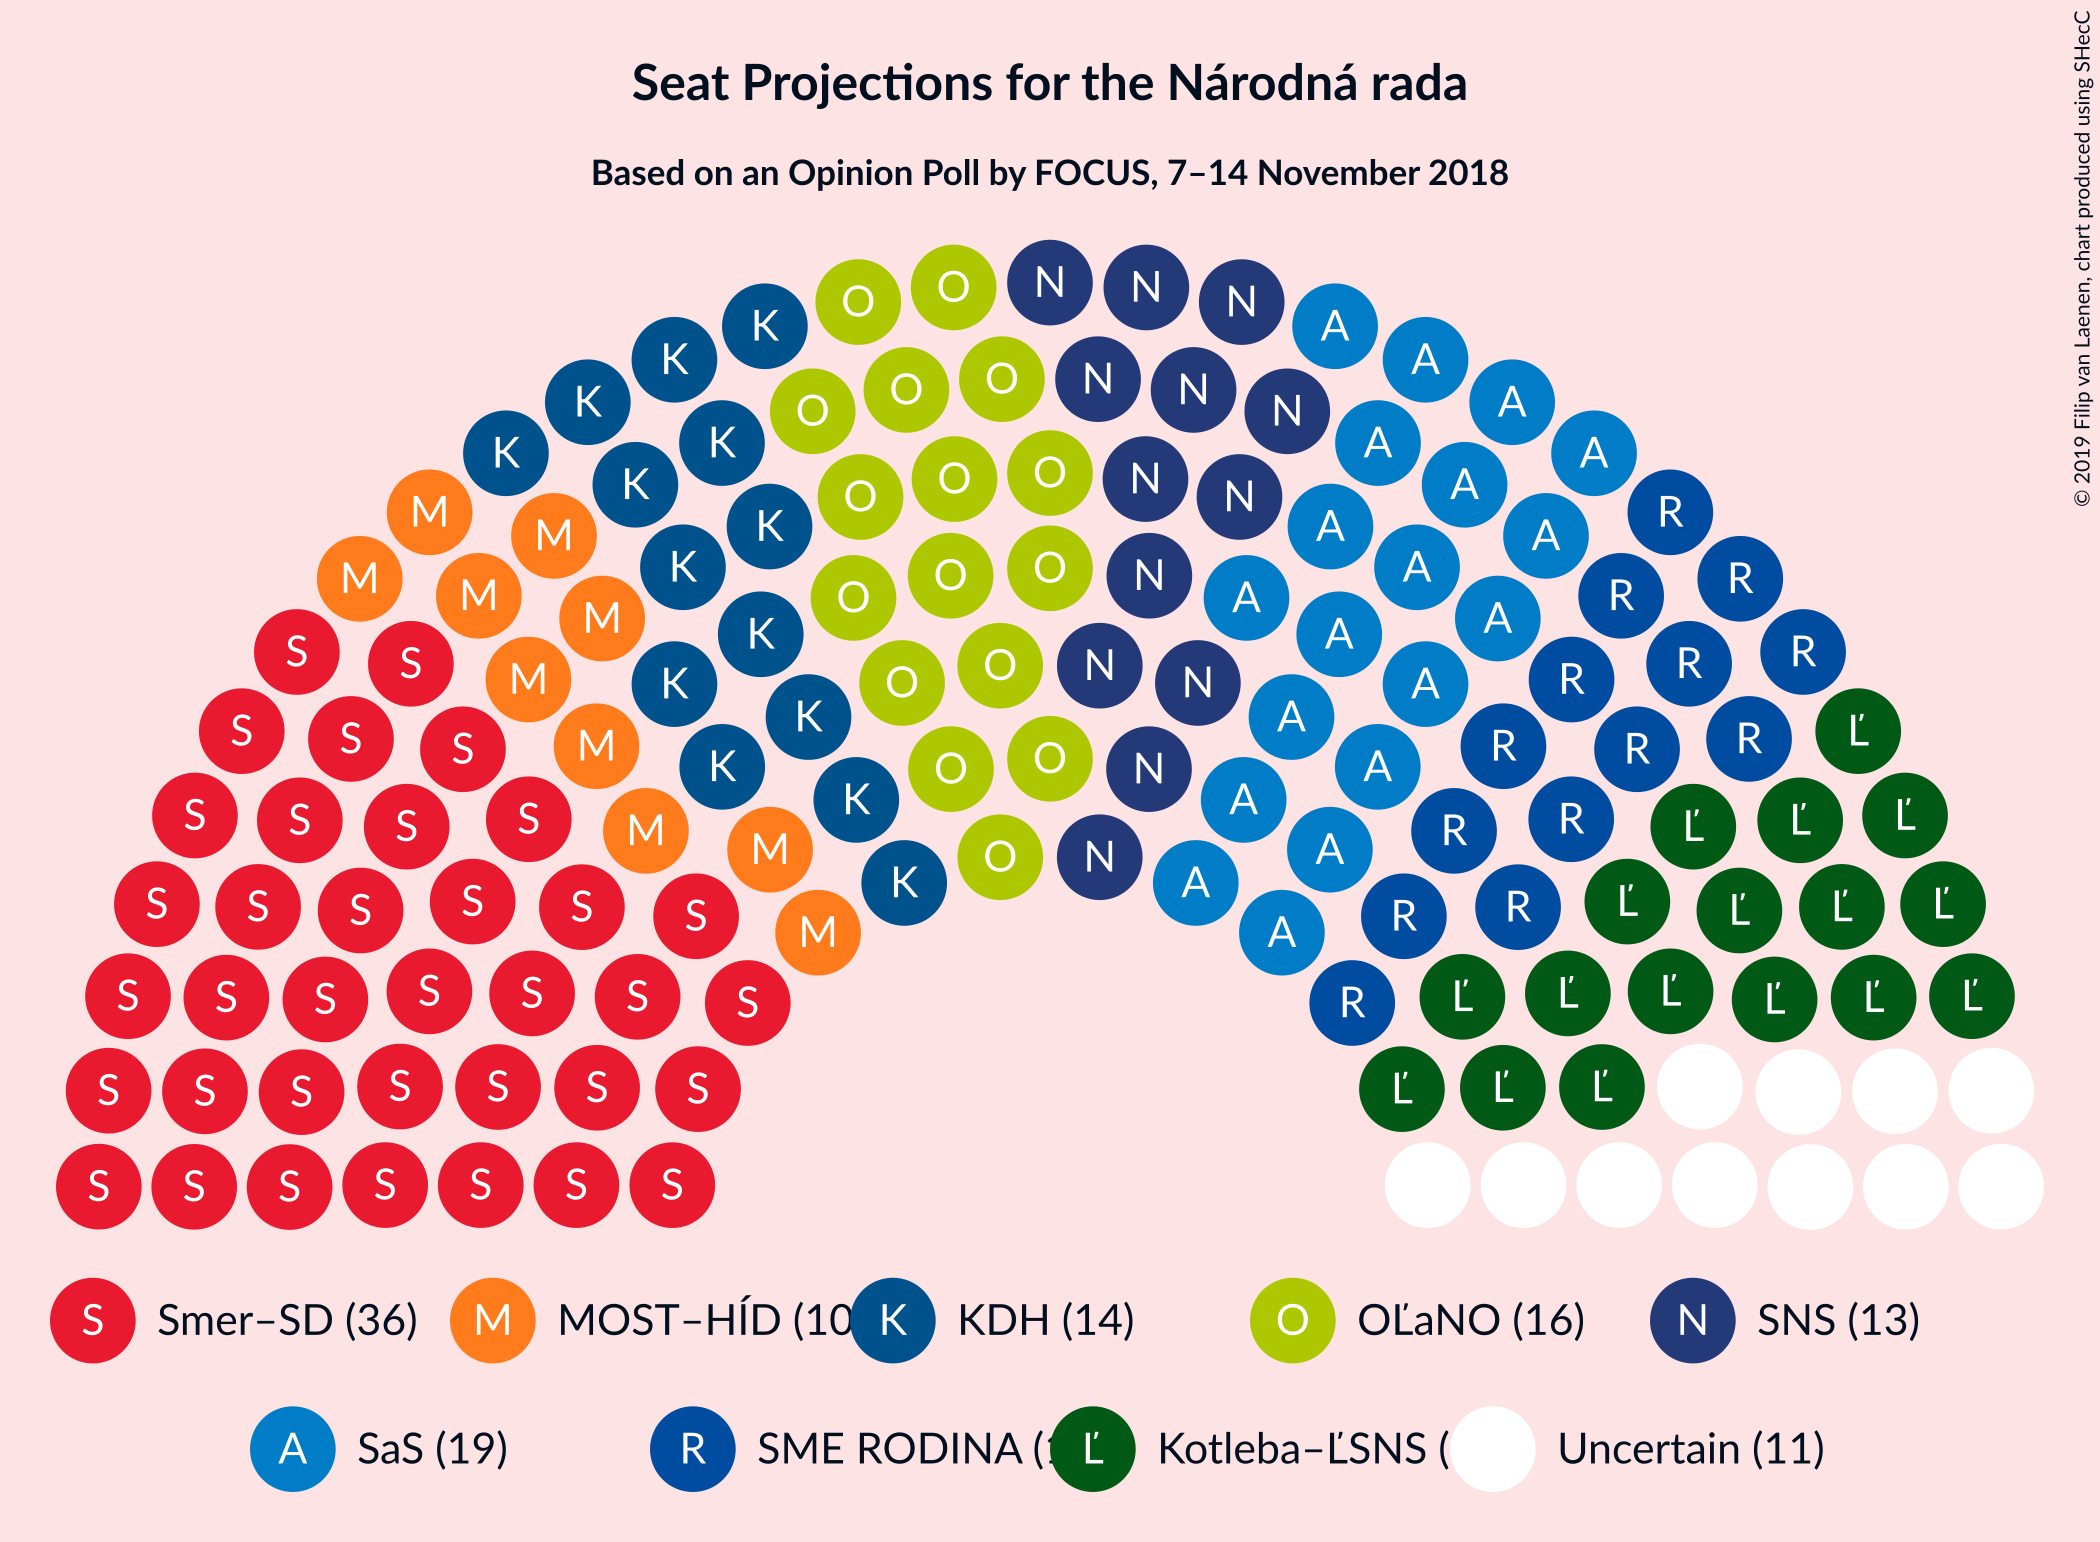 Seat Projections for the Národná rada
Based on an Opinion Poll by FOCUS, 7–14 November 2018
© 2019 Filip van Laenen, chart produced using SHecC
O O N N N
K A
K O O O N N N A
K K A A
K K O O O N N A A
M M K A A R
M M K K O O O N A A A R R
S S M K K O O N N A A R R R
S S S M K K O O N A A R R R Ľ
S S S S M M K O N A A R R Ľ Ľ Ľ
S S S S S S M A R R Ľ Ľ Ľ Ľ
S S S S S S S R Ľ Ľ Ľ Ľ Ľ Ľ
S S S S S S S Ľ Ľ Ľ
S S S S S S S
S Smer–SD (36) M MOST–HÍD (10 K KDH (14) O OĽaNO (16) N SNS (13)
A SaS (19) R SME RODINA ( Ľ Kotleba–ĽSNS ( Uncertain (11)